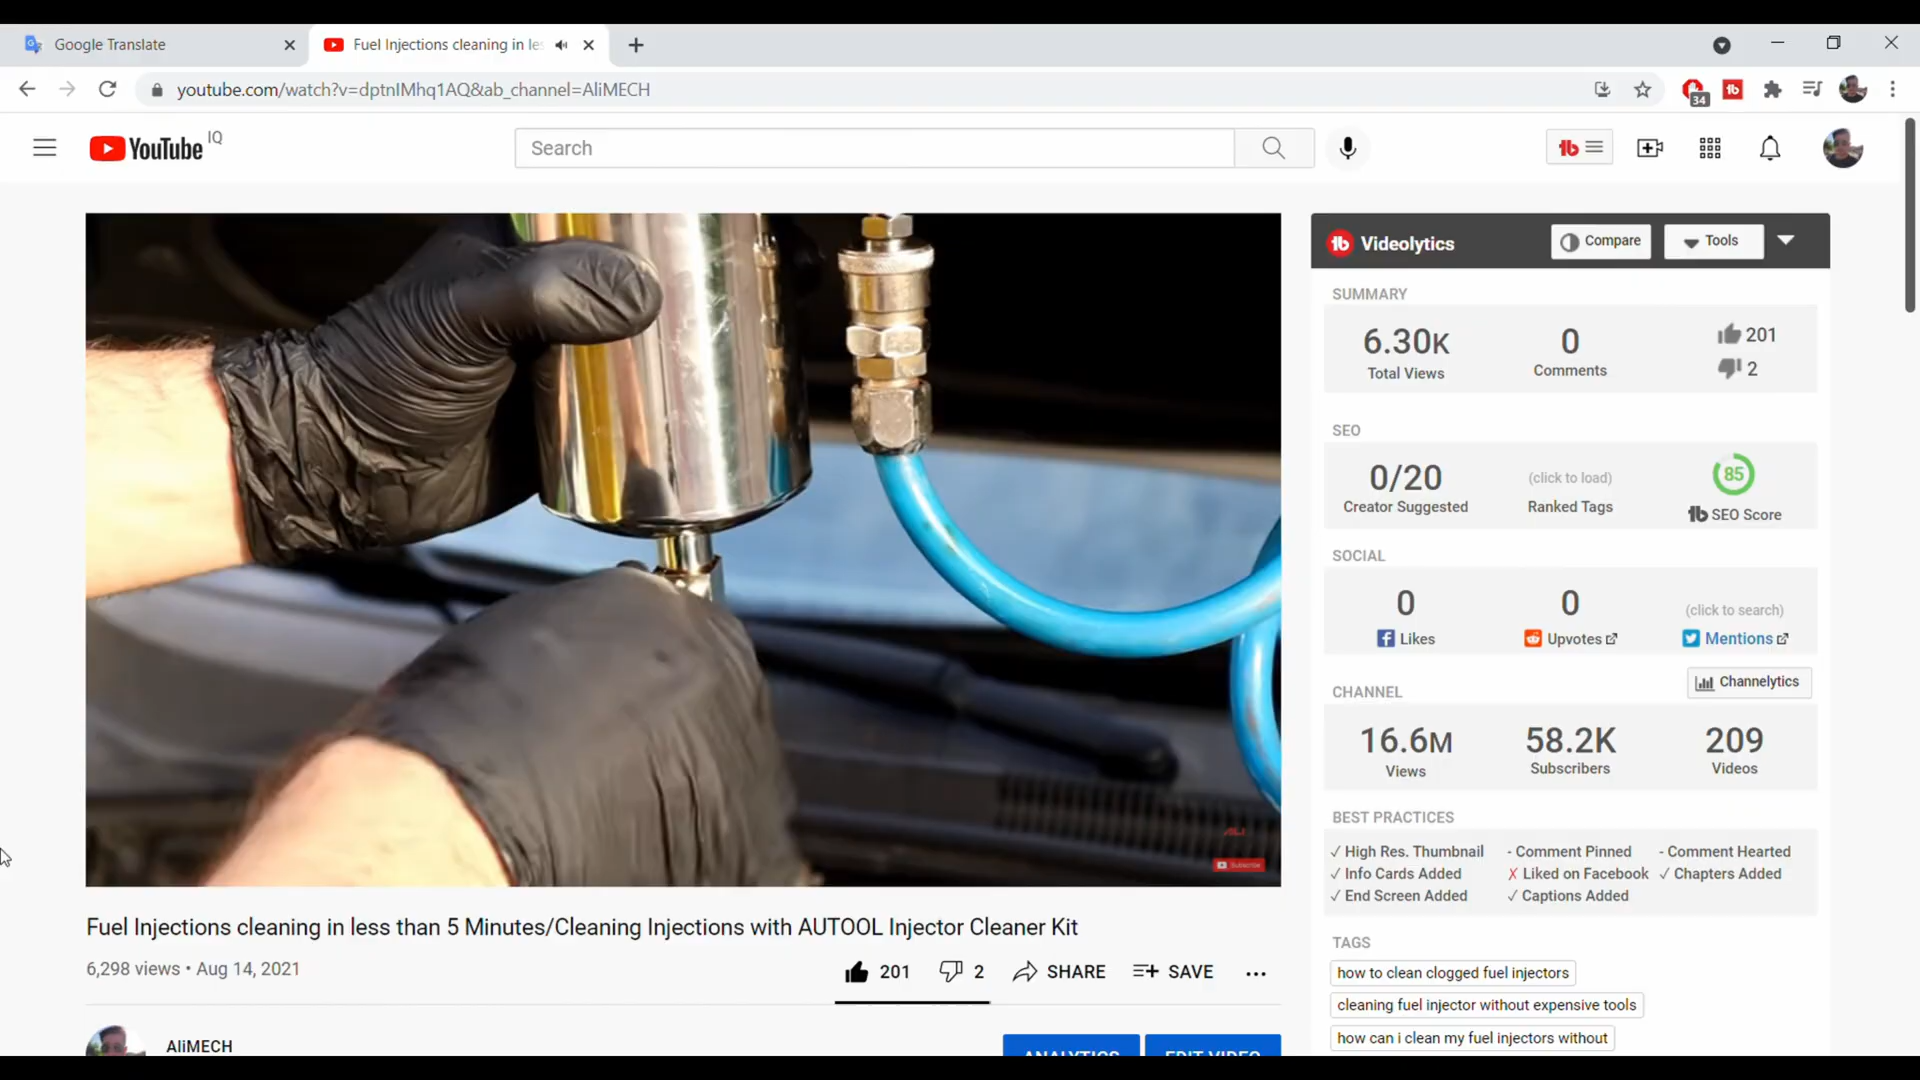 Google Translate
Fuel Injections cleaning in le
youtube.com/watch?v=dptnIMhq1AQ&ab_channel=AliMECH
34
YouTube IQ
Search
Videolytics
Compare
Tools
SUMMARY
6.30K
Total Views
0
Comments
201
2
SEO
0/20
Creator Suggested
(click to load)
Ranked Tags
85
SEO Score
SOCIAL
0
Likes
0
Upvotes
(click to search)
Mentions
CHANNEL
Channelytics
16.6M
Views
58.2K
Subscribers
209
Videos
BEST PRACTICES
✓ High Res. Thumbnail
- Comment Pinned
- Comment Hearted
✓ Info Cards Added
✗ Liked on Facebook
✓ Chapters Added
✓ End Screen Added
✓ Captions Added
TAGS
how to clean clogged fuel injectors
cleaning fuel injector without expensive tools
how can i clean my fuel injectors without
Fuel Injections cleaning in less than 5 Minutes/Cleaning Injections with AUTOOL Injector Cleaner Kit
6,298 views • Aug 14, 2021
201
2
SHARE
SAVE
AliMECH
ANALYTICS
EDIT VIDEO